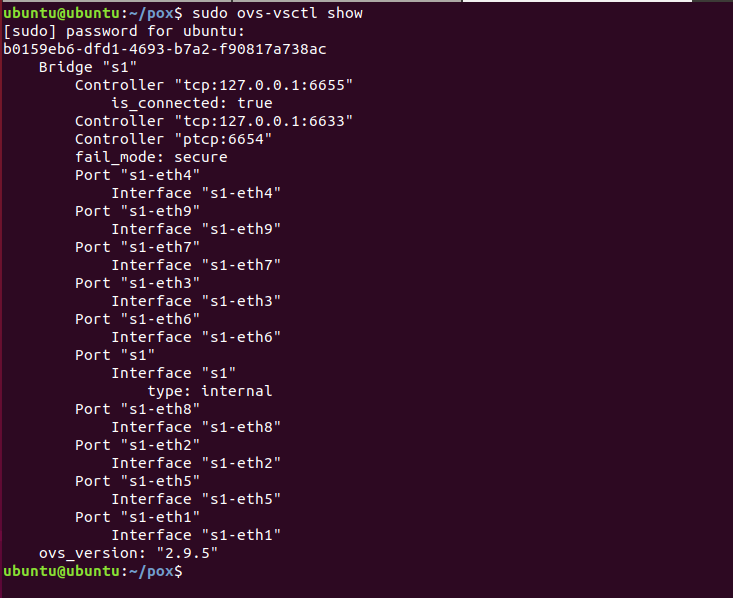 ubuntu@ubuntu:~/pox$ sudo ovs-vsctl show
[sudo] password for ubuntu:
b0159eb6-dfd1-4693-b7a2-f90817a738ac
    Bridge "s1"
        Controller "tcp:127.0.0.1:6655"
            is_connected: true
        Controller "tcp:127.0.0.1:6633"
        Controller "ptcp:6654"
        fail_mode: secure
        Port "s1-eth4"
            Interface "s1-eth4"
        Port "s1-eth9"
            Interface "s1-eth9"
        Port "s1-eth7"
            Interface "s1-eth7"
        Port "s1-eth3"
            Interface "s1-eth3"
        Port "s1-eth6"
            Interface "s1-eth6"
        Port "s1"
            Interface "s1"
                type: internal
        Port "s1-eth8"
            Interface "s1-eth8"
        Port "s1-eth2"
            Interface "s1-eth2"
        Port "s1-eth5"
            Interface "s1-eth5"
        Port "s1-eth1"
            Interface "s1-eth1"
    ovs_version: "2.9.5"
ubuntu@ubuntu:~/pox$